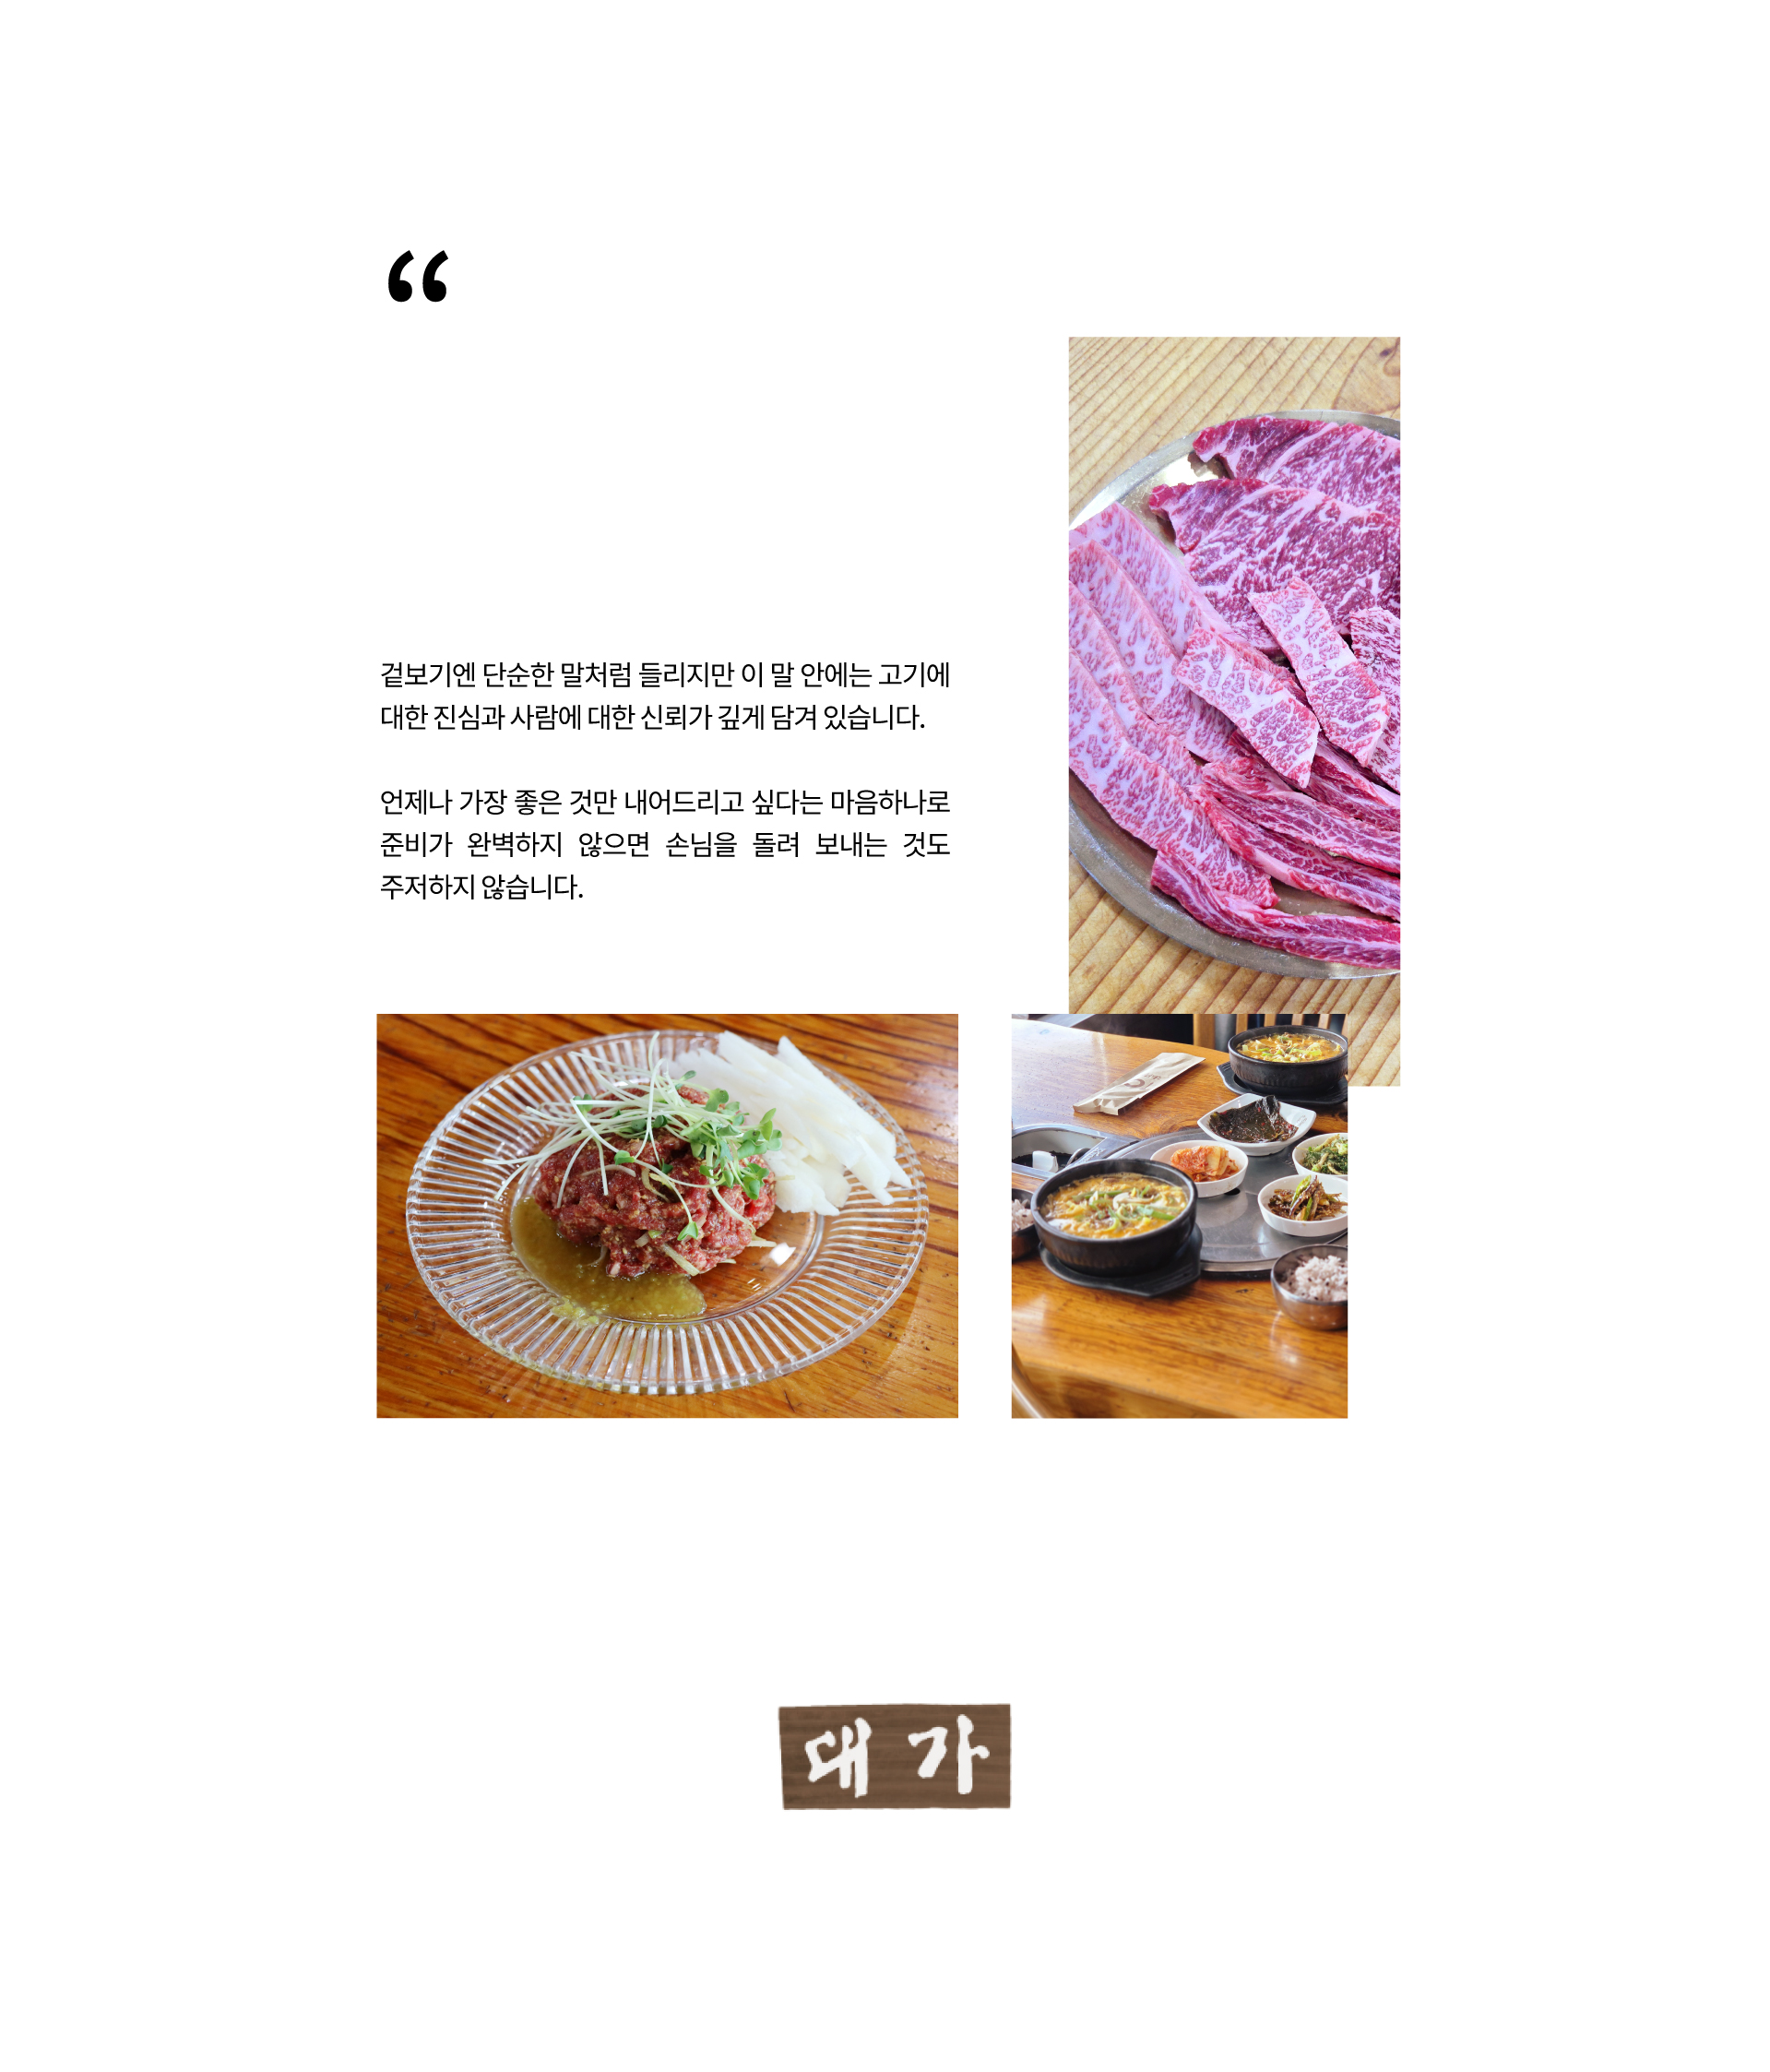 “
겉보기엔 단순한 말처럼 들리지만 이 말 안에는 고기에
대한 진심과 사람에 대한 신뢰가 깊게 담겨 있습니다.
언제나 가장 좋은 것만 내어드리고 싶다는 마음하나로
준비가 완벽하지 않으면 손님을 돌려 보내는 것도
주저하지 않습니다.
대가